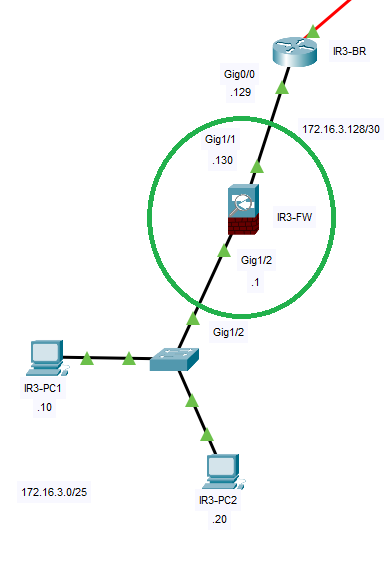 IR3-BR
Gig0/0
.129
172.16.3.128/30
Gig1/1
.130
IR3-FW
Gig1/2
.1
Gig1/2
IR3-PC1
.10
172.16.3.0/25
IR3-PC2
.20